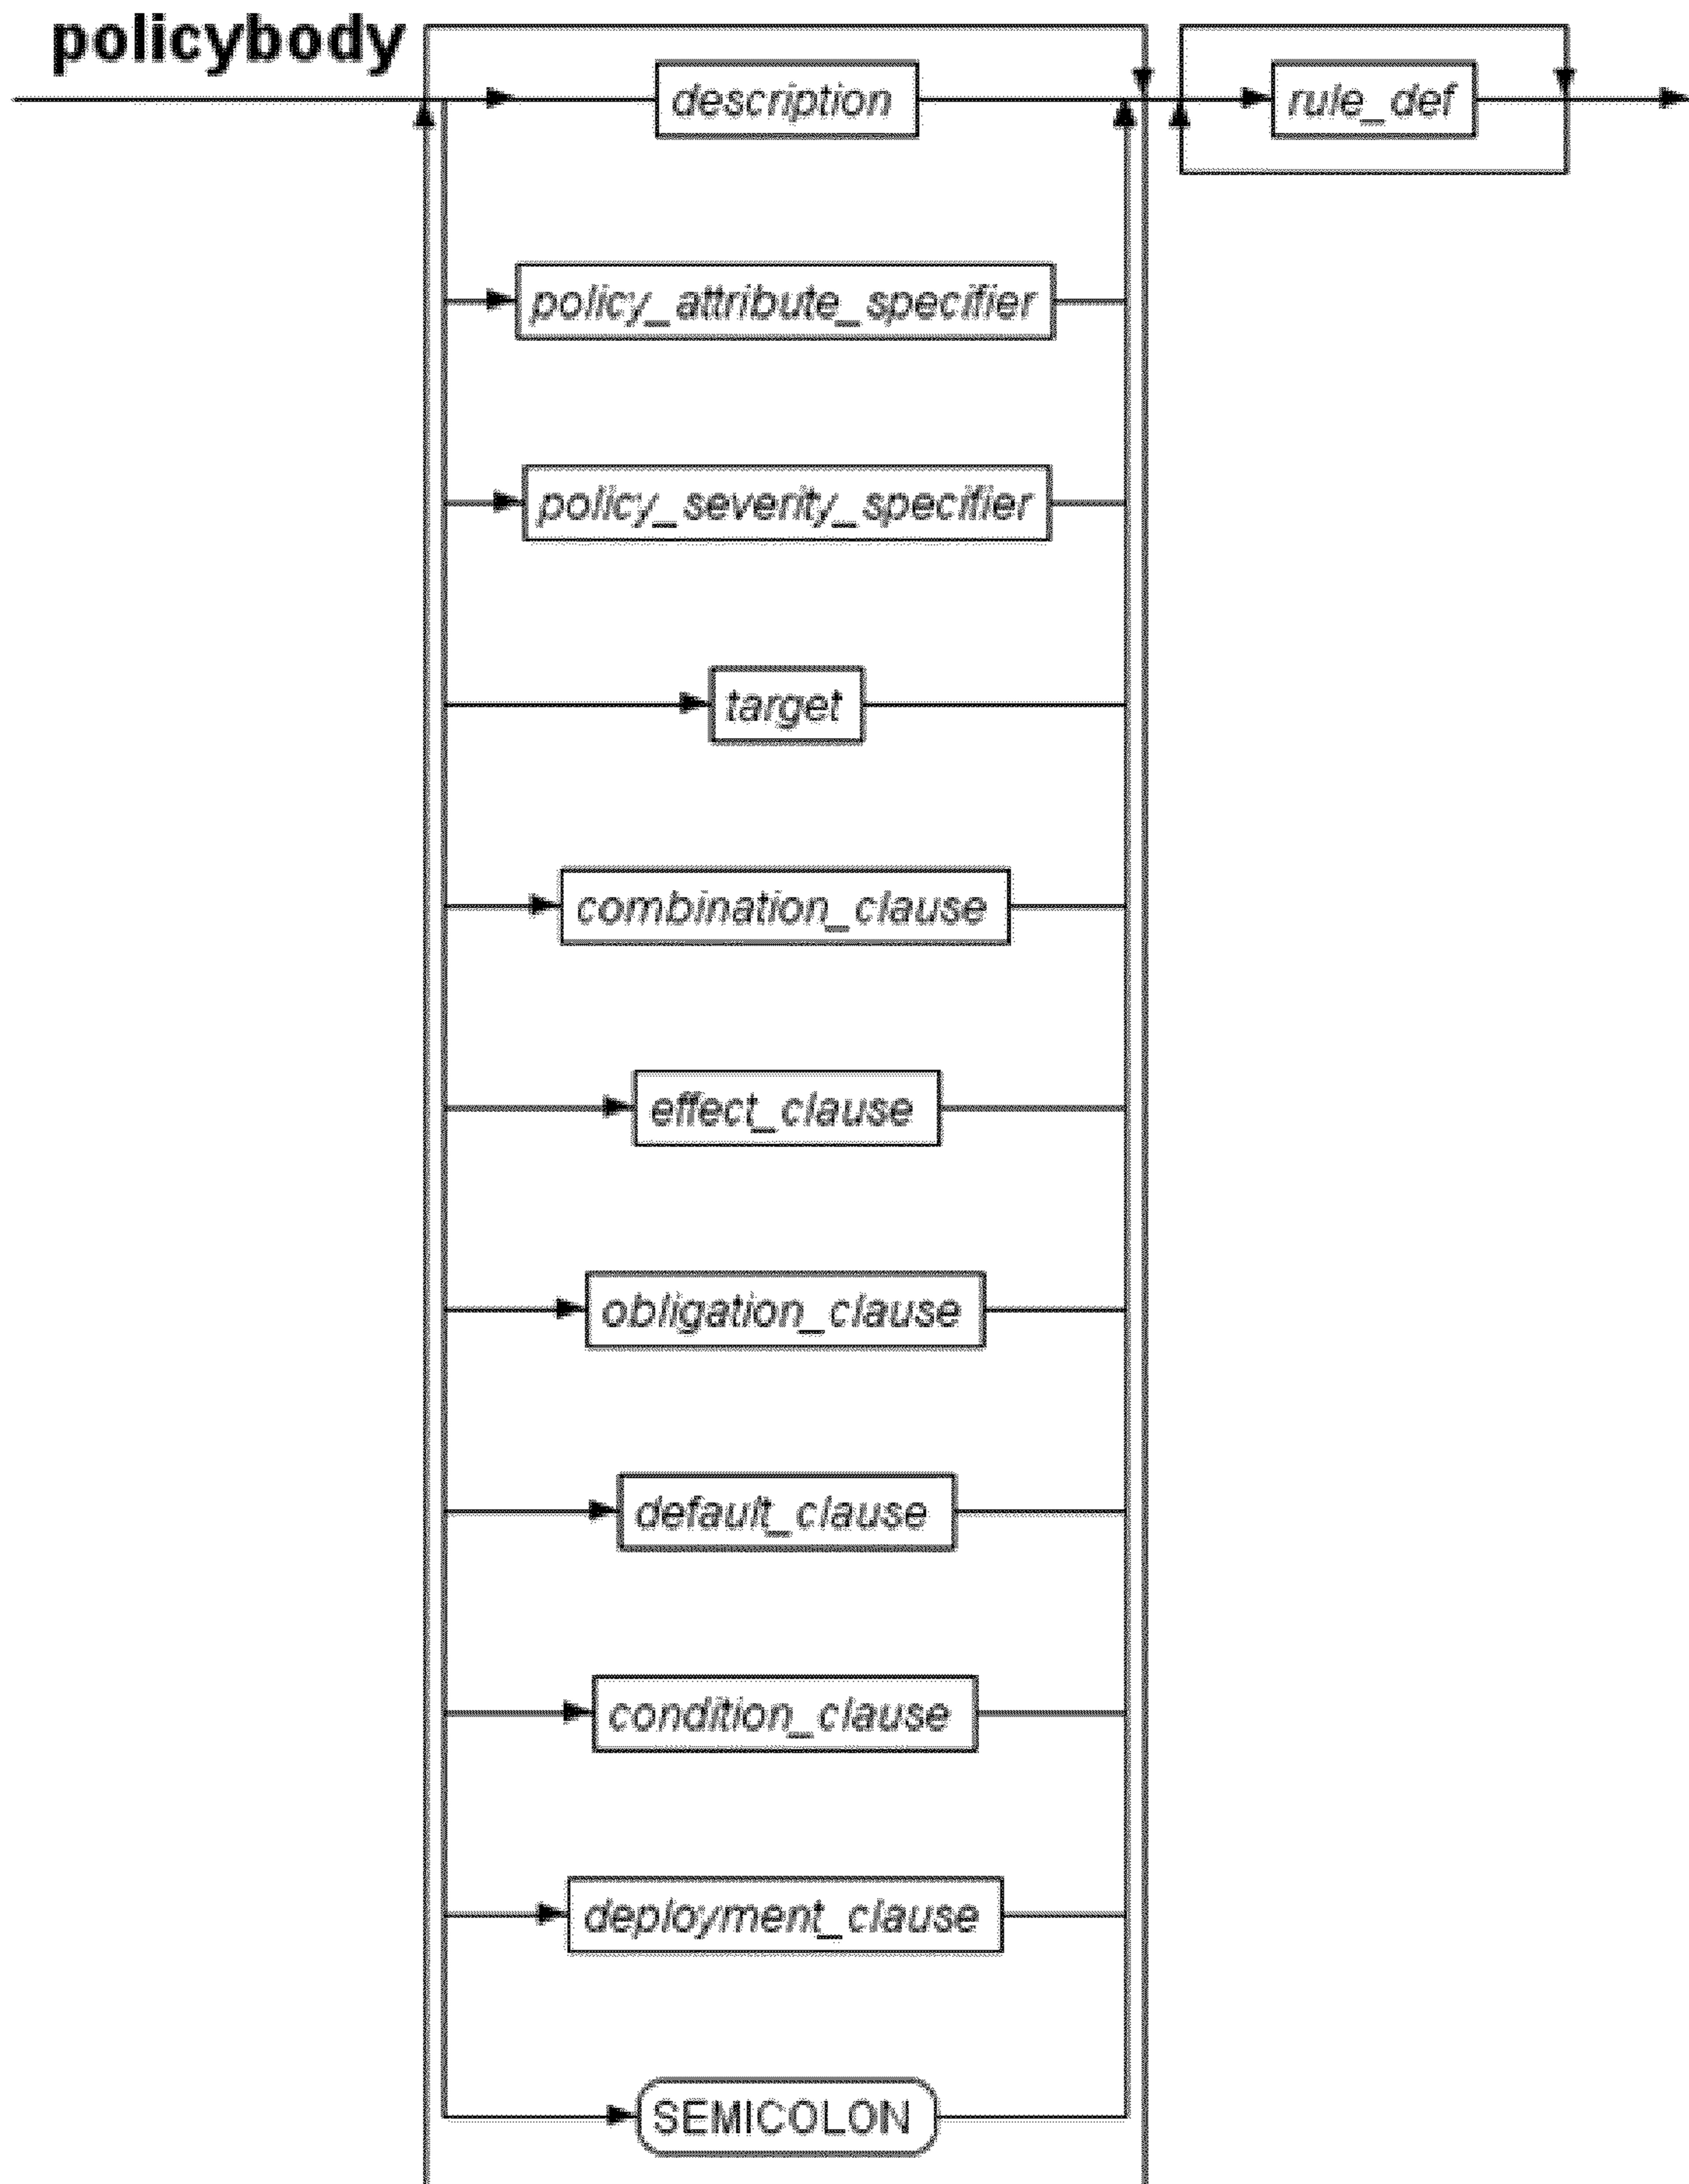 policybody
description
rule_def
policy_attribute_specifier
policy_severity_specifier
target
combination_clause
effect_clause
obligation_clause
default_clause
condition_clause
deployment_clause
SEMICOLON